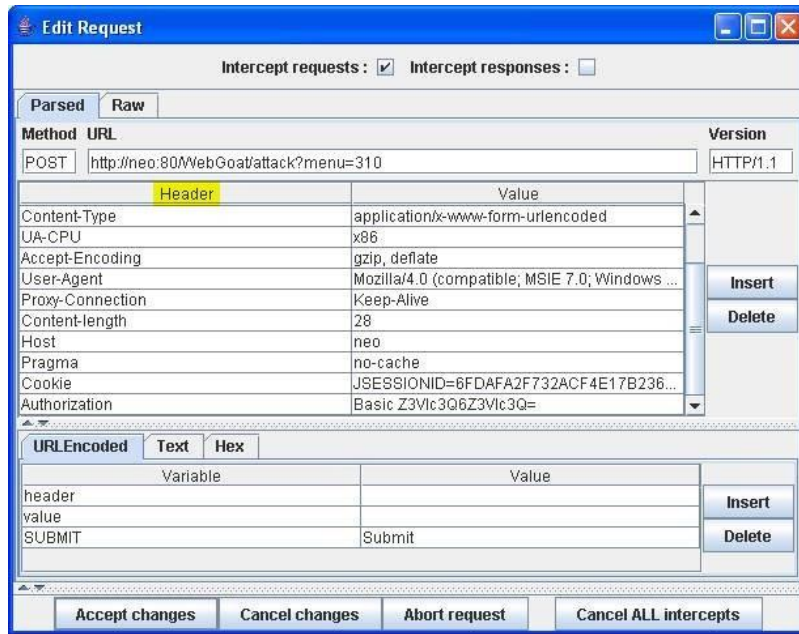 Edit Request
Intercept requests : Intercept responses :
Parsed Raw
Method URL Version
POST http://neo:80/WebGoat/attack?menu=310 HTTP/1.1
Header Value
Content-Type application/x-www-form-urlencoded
UA-CPU x86
Accept-Encoding gzip, deflate
User-Agent Mozilla/4.0 (compatible; MSIE 7.0; Windows ...
Insert
Proxy-Connection Keep-Alive
Content-length 28
Delete
Host neo
Pragma no-cache
Cookie JSESSIONID=6FDAFA2F732ACF4E17B236...
Authorization Basic Z3Vlc3Q6Z3Vlc3Q=
URLEncoded Text Hex
Variable Value
header
Insert
value
SUBMIT Submit
Delete
Accept changes Cancel changes Abort request Cancel ALL intercepts